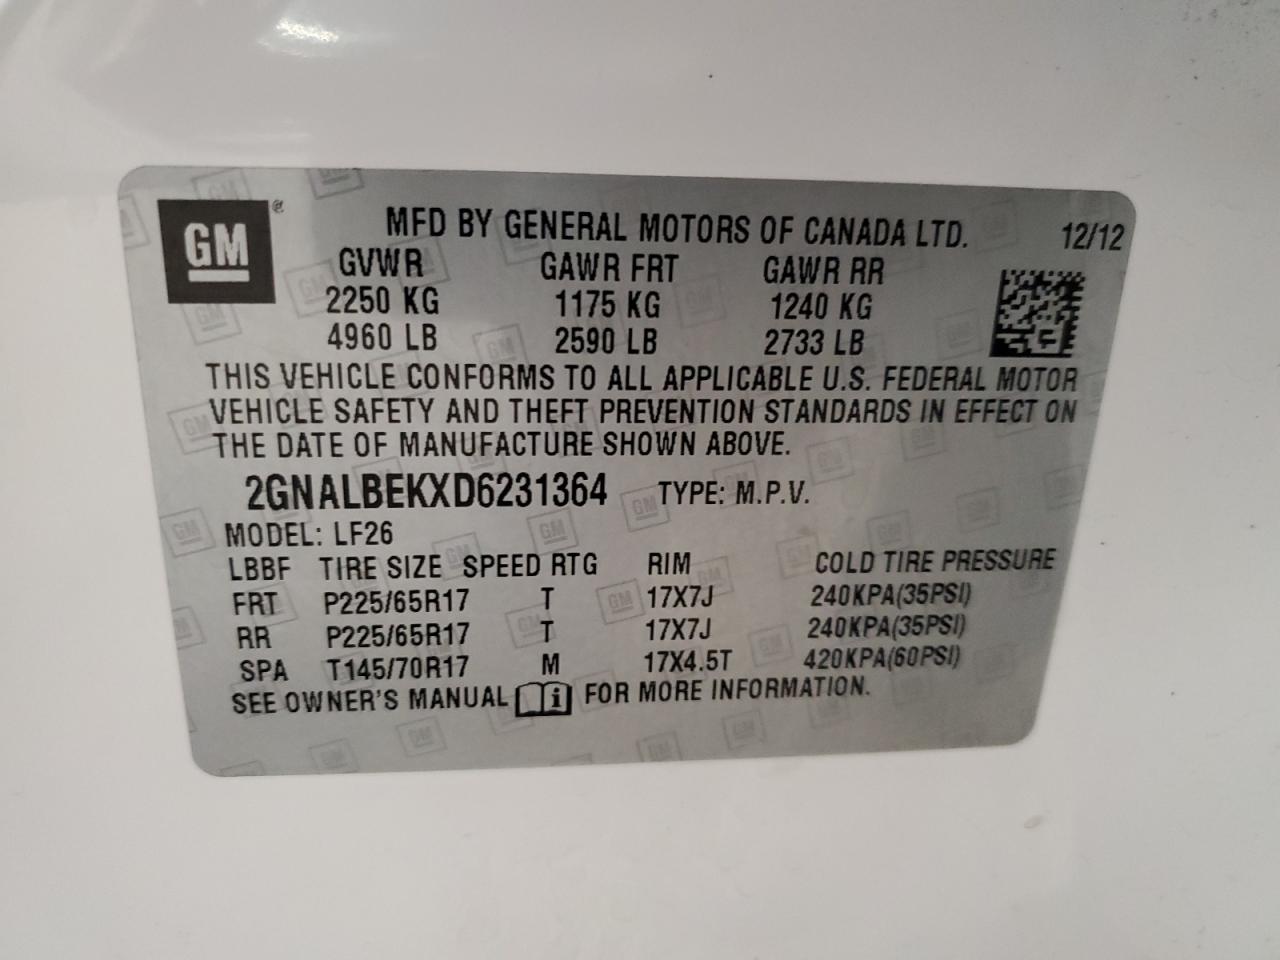 GM®
MFD BY GENERAL MOTORS OF CANADA LTD. 12/12
GVWR GAWR FRT GAWR RR
2250 KG 1175 KG 1240 KG
4960 LB 2590 LB 2733 LB
THIS VEHICLE CONFORMS TO ALL APPLICABLE U.S. FEDERAL MOTOR
VEHICLE SAFETY AND THEFT PREVENTION STANDARDS IN EFFECT ON
THE DATE OF MANUFACTURE SHOWN ABOVE.
2GNALBEKXD6231364 TYPE: M.P.V.
MODEL: LF26
LBBF TIRE SIZE SPEED RTG RIM COLD TIRE PRESSURE
FRT P225/65R17 T 17X7J 240KPA(35PSI)
RR P225/65R17 T 17X7J 240KPA(35PSI)
SPA T145/70R17 M 17X4.5T 420KPA(60PSI)
SEE OWNER'S MANUAL i FOR MORE INFORMATION.